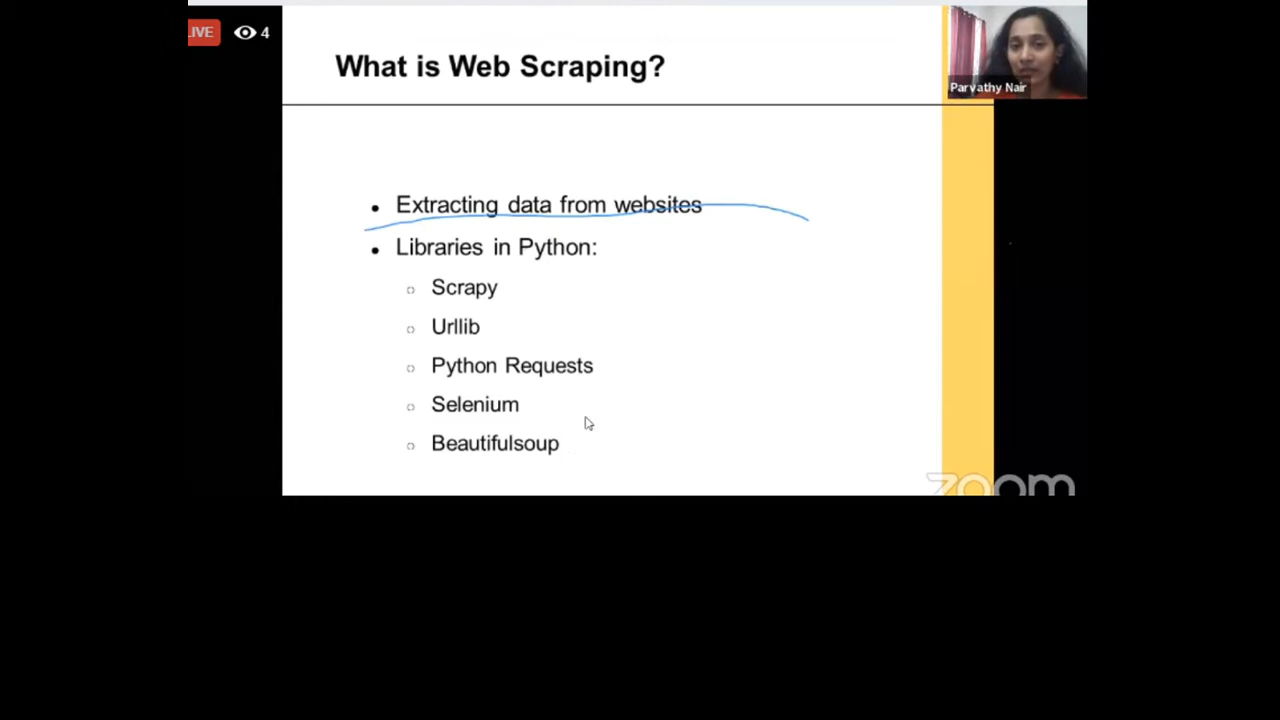 LIVE 4
What is Web Scraping?
Parvathy Nair
Extracting data from websites
Libraries in Python:
Scrapy
Urllib
Python Requests
Selenium
Beautifulsoup
zoom